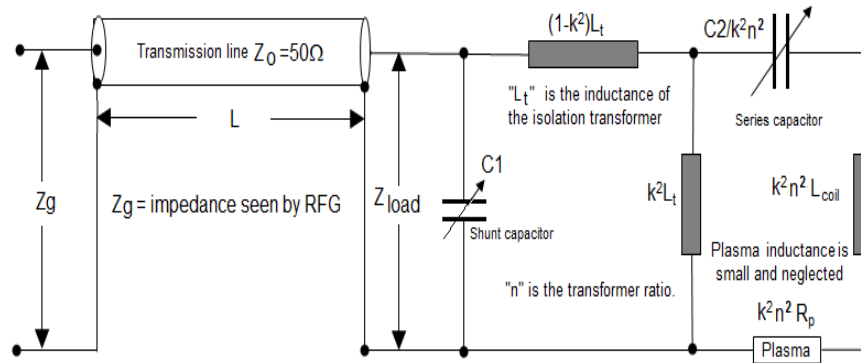 Transmission line Zo =50Ω
L
Zg
Zg = impedance seen by RFG
Zload
C1
Shunt capacitor
(1-k²)Lt
"Lt" is the inductance of
the isolation transformer
C2/k²n²
Series capacitor
k²Lt
k²n² Lcoil
Plasma inductance is
small and neglected
"n" is the transformer ratio.
k²n² Rp
Plasma